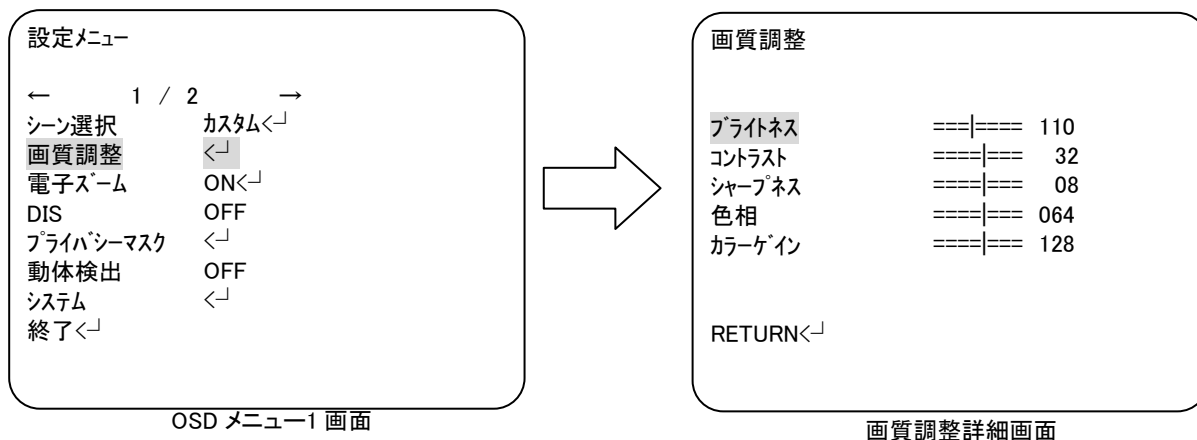 設定ﾒﾆｭｰ
← 1 / 2 →
ｼｰﾝ選択 ｶｽﾀﾑ<┘
画質調整 <┘
電子ｽﾞｰﾑ ON<┘
DIS OFF
ﾌﾟﾗｲﾊﾞｼｰﾏｽｸ <┘
動体検出 OFF
ｼｽﾃﾑ <┘
終了<┘
OSD メニュー1 画面
画質調整
ﾌﾞﾗｲﾄﾈｽ ===|==== 110
ｺﾝﾄﾗｽﾄ ====|=== 32
ｼｬｰﾌﾟﾈｽ ====|=== 08
色相 ====|=== 064
ｶﾗｰｹﾞｲﾝ ====|=== 128
RETURN<┘
画質調整詳細画面